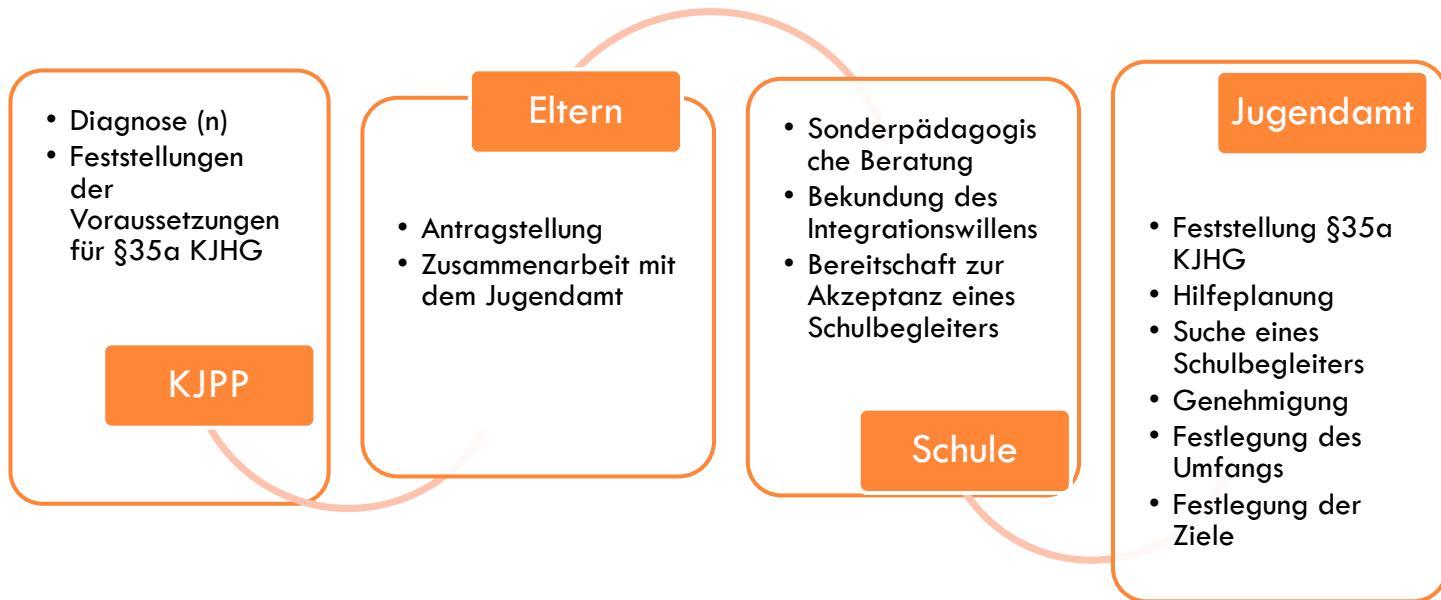 • Diagnose (n)
• Feststellungen
der
Voraussetzungen
für §35a KJHG
KJPP
Eltern
• Antragstellung
• Zusammenarbeit mit
dem Jugendamt
• Sonderpädagogis
che Beratung
• Bekundung des
Integrationswillens
• Bereitschaft zur
Akzeptanz eines
Schulbegleiters
Schule
Jugendamt
• Feststellung §35a
KJHG
• Hilfeplanung
• Suche eines
Schulbegleiters
• Genehmigung
• Festlegung des
Umfangs
• Festlegung der
Ziele